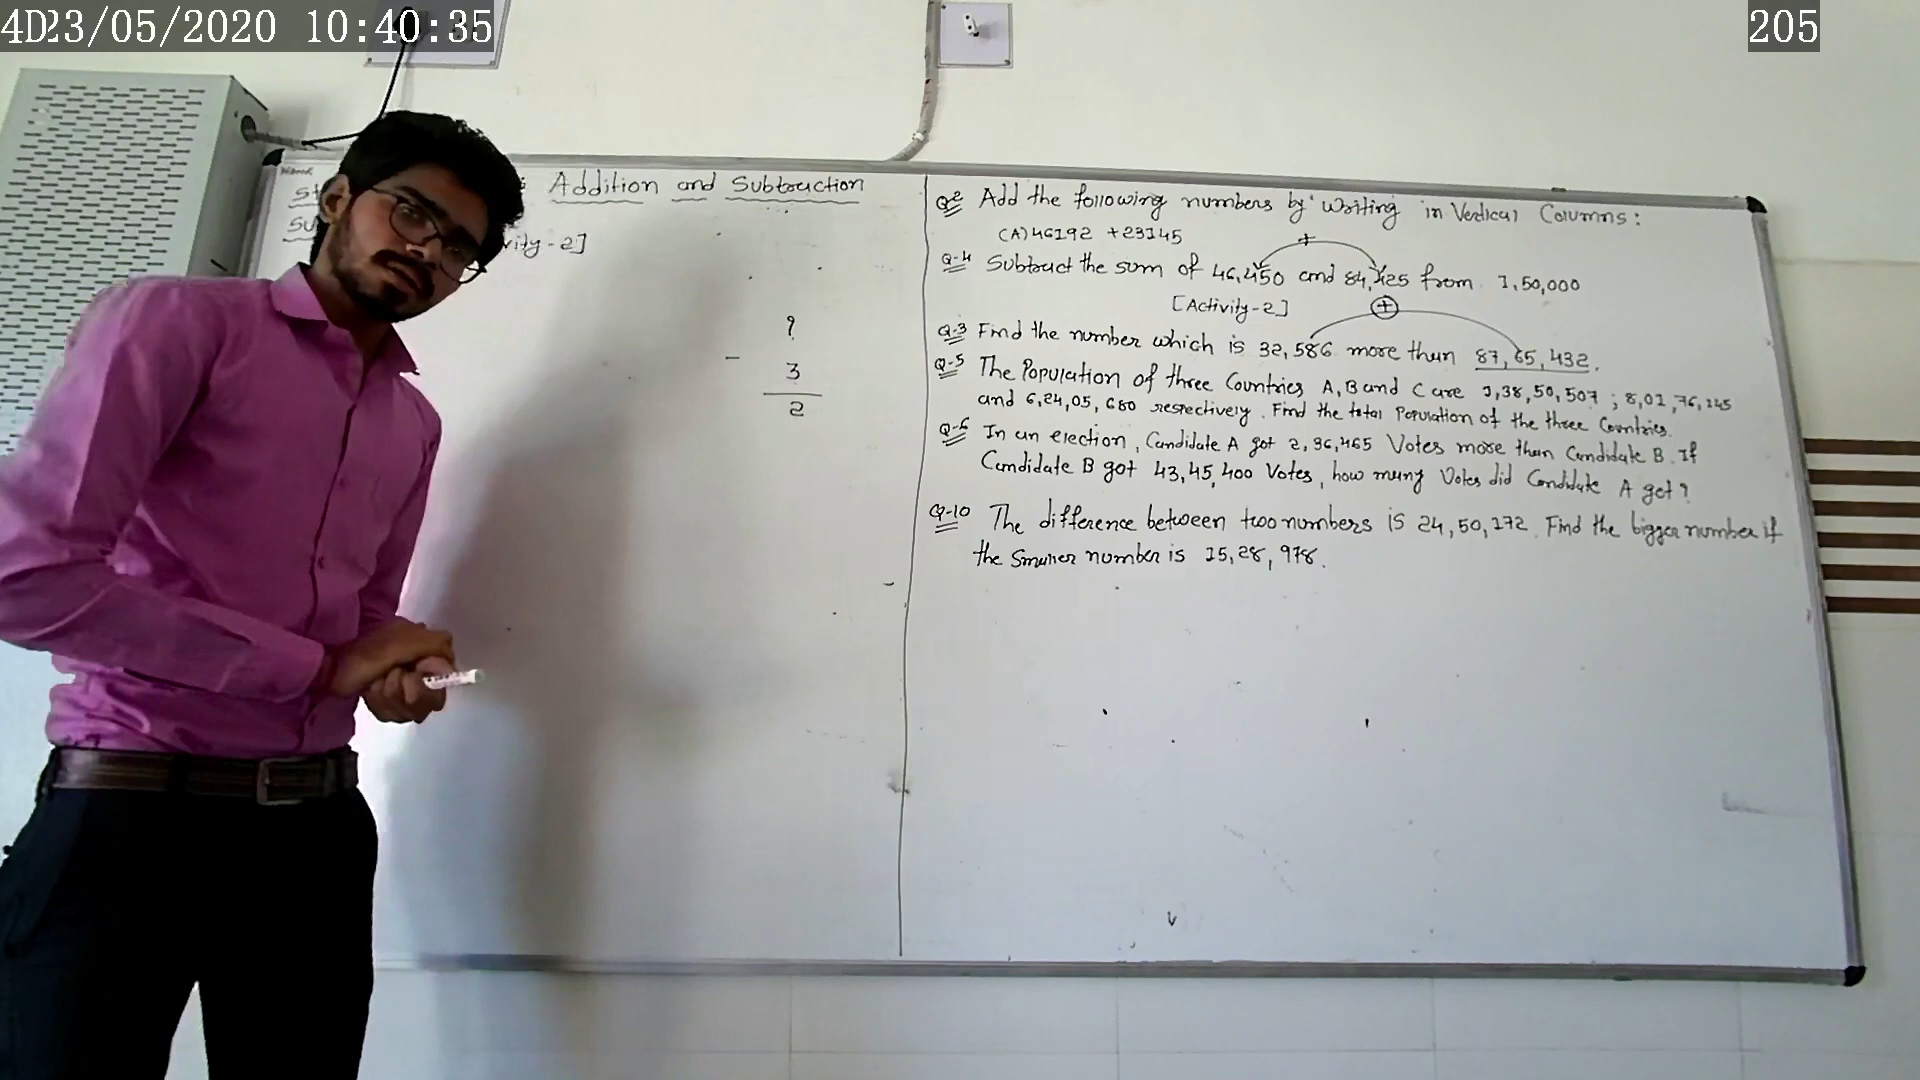 4D23/05/2020 10:40:35
205
Addition and Subtraction
vity-2]
?
- 3
2
Q2 Add the following numbers by writing in Vertical Columns:
(A) 46192 + 23145
+
Q-4 Subtract the sum of 46,450 and 84,125 from 1,50,000
[Activity-2]
+
Q-3 Find the number which is 32,586 more than 87,65,432.
Q-5 The Population of three Countries A, B and C are 1,38,50,507 ; 8,01,76,145
and 6,24,05,680 respectively. Find the total Population of the three Countries.
Q-6 In an election, Candidate A got 2,36,465 Votes more than Candidate B. If
Candidate B got 43,45,400 Votes, how many Votes did Candidate A get?
Q-10 The difference between two numbers is 24,50,172. Find the bigger number if
the Smaller number is 15,28,978.